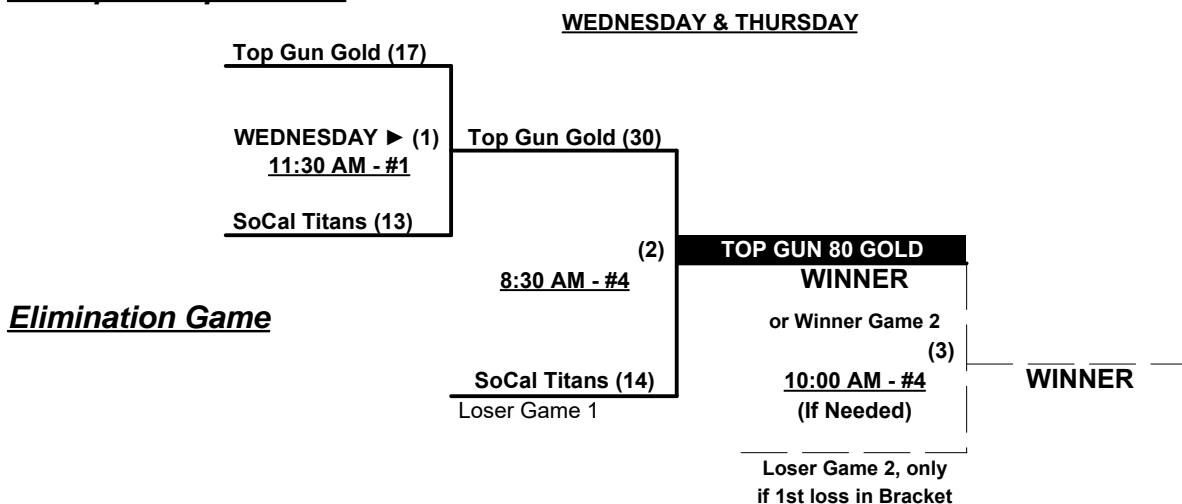 WEDNESDAY & THURSDAY
Top Gun Gold (17)
WEDNESDAY ► (1)
11:30 AM - #1
SoCal Titans (13)
Top Gun Gold (30)
(2)
8:30 AM - #4
TOP GUN 80 GOLD
WINNER
Elimination Game
or Winner Game 2
(3)
10:00 AM - #4
(If Needed)
WINNER
SoCal Titans (14)
Loser Game 1
Loser Game 2, only
if 1st loss in Bracket